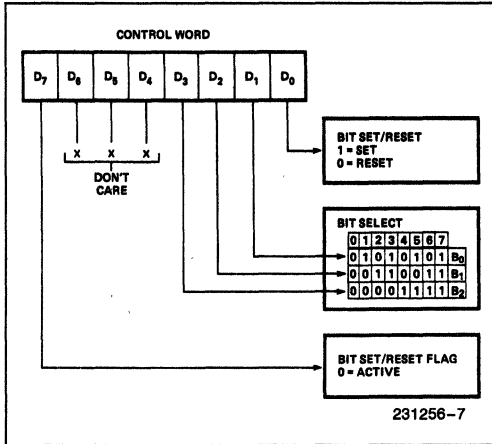 CONTROL WORD
D7 D6 D5 D4 D3 D2 D1 D0
X X X
DON'T
CARE
BIT SET/RESET
1 = SET
0 = RESET
BIT SELECT
0 1 2 3 4 5 6 7
0 1 0 1 0 1 0 1 B0
0 0 1 1 0 0 1 1 B1
0 0 0 0 1 1 1 1 B2
BIT SET/RESET FLAG
0 = ACTIVE
231256-7